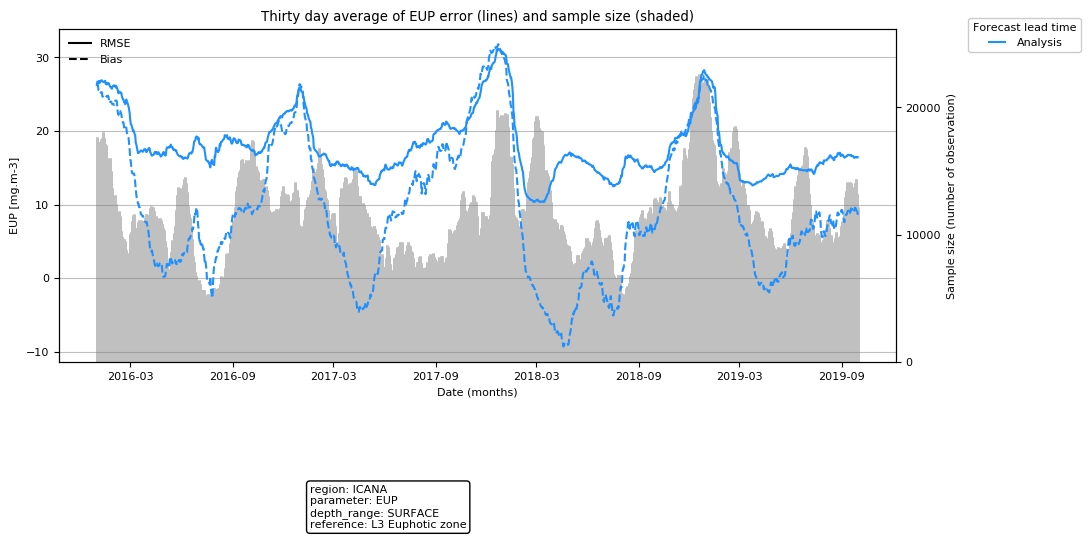 Thirty day average of EUP error (lines) and sample size (shaded)
Forecast lead time
Analysis
RMSE
Bias
EUP [mg.m-3]
30
20
10
0
−10
Sample size (number of observation)
20000
10000
0
2016-03 2016-09 2017-03 2017-09 2018-03 2018-09 2019-03 2019-09
Date (months)
region: ICANA
parameter: EUP
depth_range: SURFACE
reference: L3 Euphotic zone